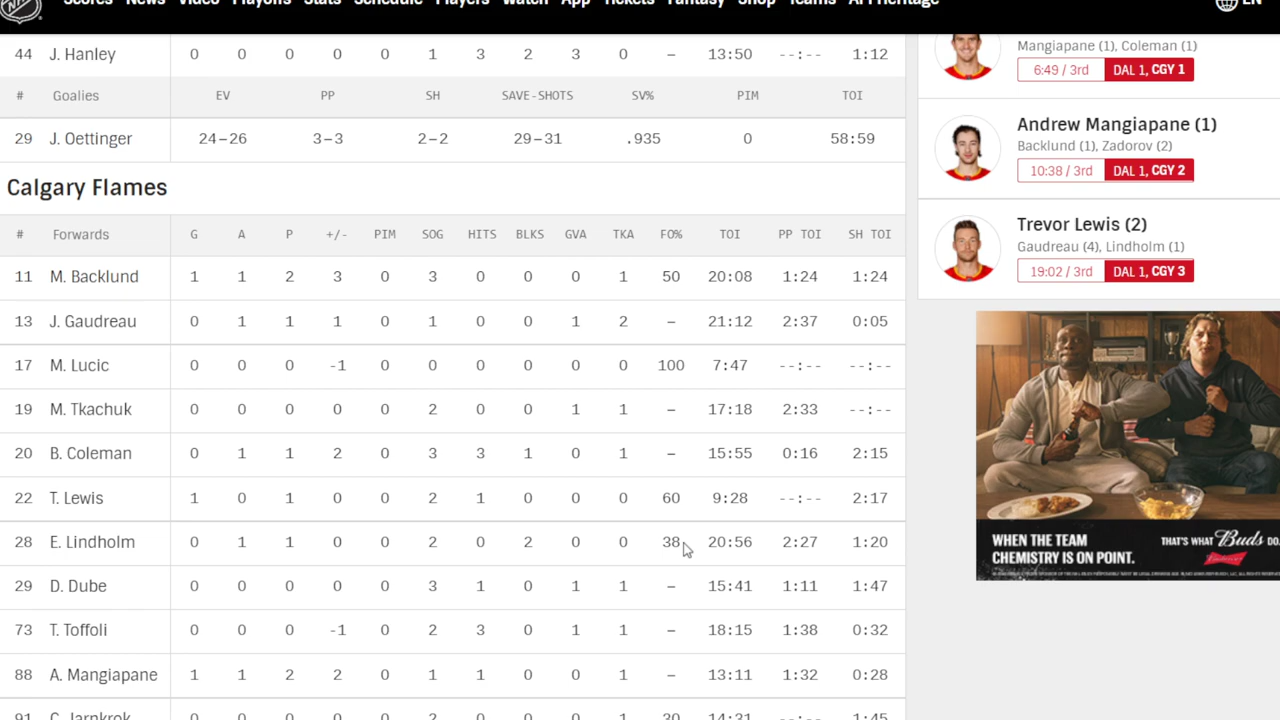 Scores News Video Playoffs Stats Schedule Players Watch App Tickets Fantasy Shop Teams All Heritage EN
44 J. Hanley 0 0 0 0 0 1 3 2 3 0 – 13:50 --:-- 1:12
# Goalies EV PP SH SAVE-SHOTS SV% PIM TOI
29 J. Oettinger 24–26 3–3 2–2 29–31 .935 0 58:59
Calgary Flames
# Forwards G A P +/- PIM SOG HITS BLKS GVA TKA FO% TOI PP TOI SH TOI
11 M. Backlund 1 1 2 3 0 3 0 0 0 1 50 20:08 1:24 1:24
13 J. Gaudreau 0 1 1 1 0 1 0 0 1 2 – 21:12 2:37 0:05
17 M. Lucic 0 0 0 -1 0 0 0 0 0 0 100 7:47 --:-- --:--
19 M. Tkachuk 0 0 0 0 0 2 0 0 1 1 – 17:18 2:33 --:--
20 B. Coleman 0 1 1 2 0 3 3 1 0 1 – 15:55 0:16 2:15
22 T. Lewis 1 0 1 0 0 2 1 0 0 0 60 9:28 --:-- 2:17
28 E. Lindholm 0 1 1 0 0 2 0 2 0 0 38 20:56 2:27 1:20
29 D. Dube 0 0 0 0 0 3 1 0 1 1 – 15:41 1:11 1:47
73 T. Toffoli 0 0 0 -1 0 2 3 0 1 1 – 18:15 1:38 0:32
88 A. Mangiapane 1 1 2 2 0 1 1 0 0 1 – 13:11 1:32 0:28
91 C. Jarnkrok 0 0 0 0 0 2 0 0 0 1 30 14:31 --:-- 1:45
Mangiapane (1), Coleman (1)
6:49 / 3rd DAL 1, CGY 1
Andrew Mangiapane (1)
Backlund (1), Zadorov (2)
10:38 / 3rd DAL 1, CGY 2
Trevor Lewis (2)
Gaudreau (4), Lindholm (1)
19:02 / 3rd DAL 1, CGY 3
WHEN THE TEAM
CHEMISTRY IS ON POINT.
THAT'S WHAT Buds DO.
Budweiser